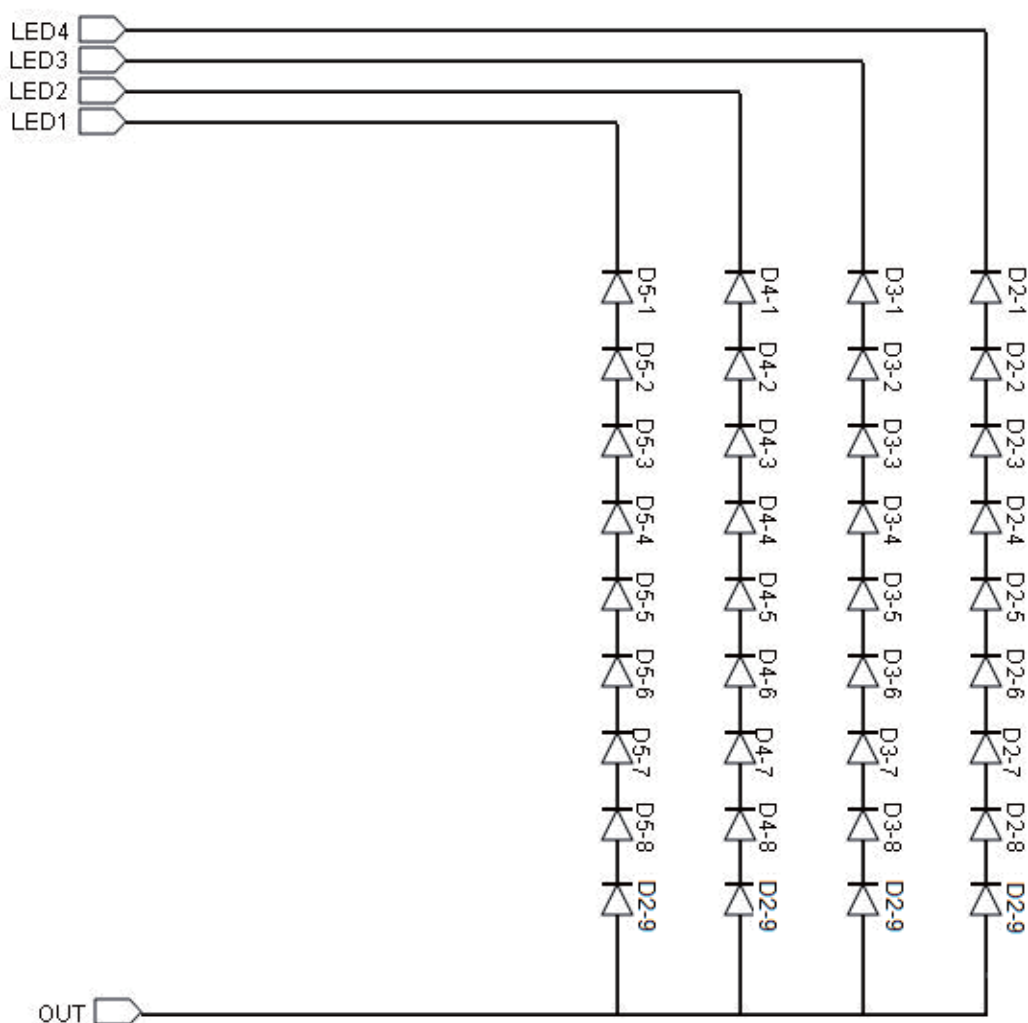 LED4
LED3
LED2
LED1
D5-1 D4-1 D3-1 D2-1
D5-2 D4-2 D3-2 D2-2
D5-3 D4-3 D3-3 D2-3
D5-4 D4-4 D3-4 D2-4
D5-5 D4-5 D3-5 D2-5
D5-6 D4-6 D3-6 D2-6
D5-7 D4-7 D3-7 D2-7
D5-8 D4-8 D3-8 D2-8
D2-9 D2-9 D2-9 D2-9
OUT